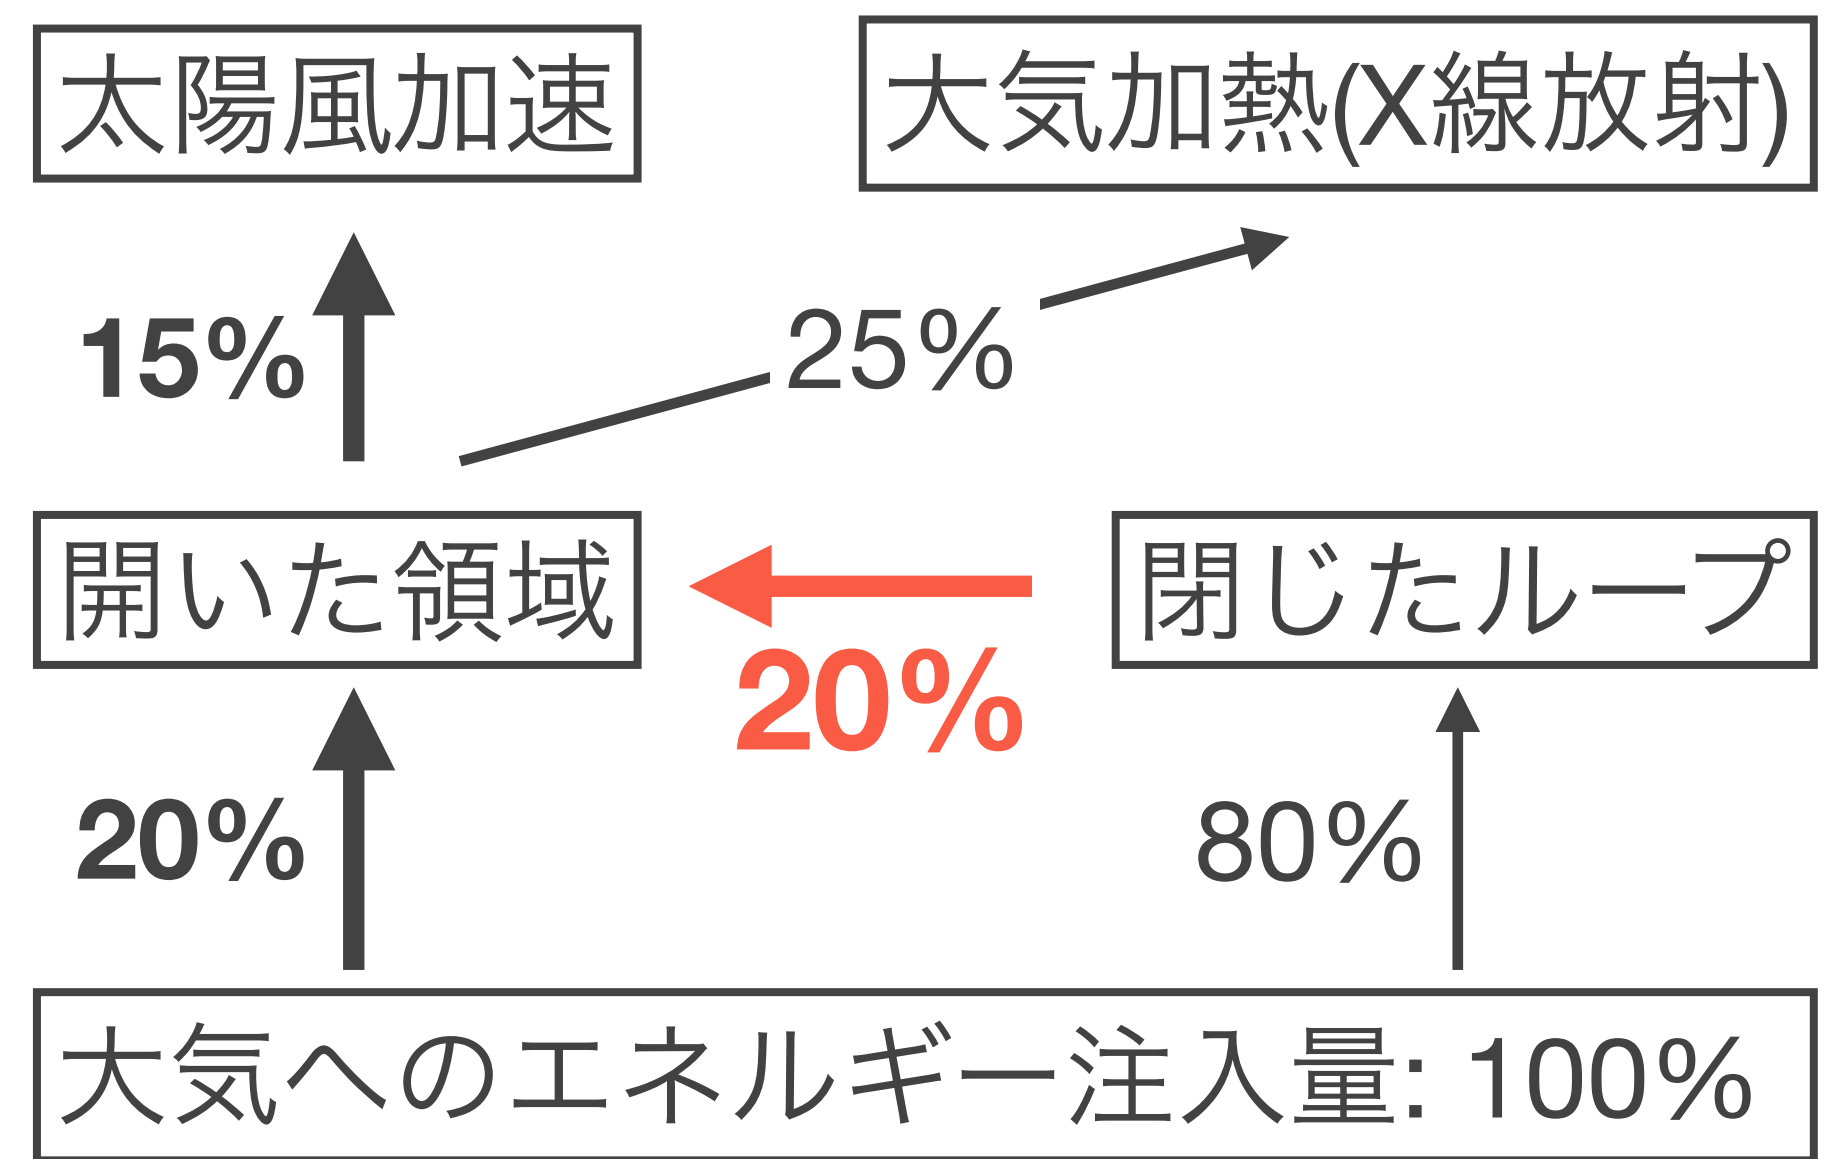 太陽風加速
大気加熱(X線放射)
15%
25%
開いた領域
閉じたループ
20%
20%
80%
大気へのエネルギー注入量: 100%